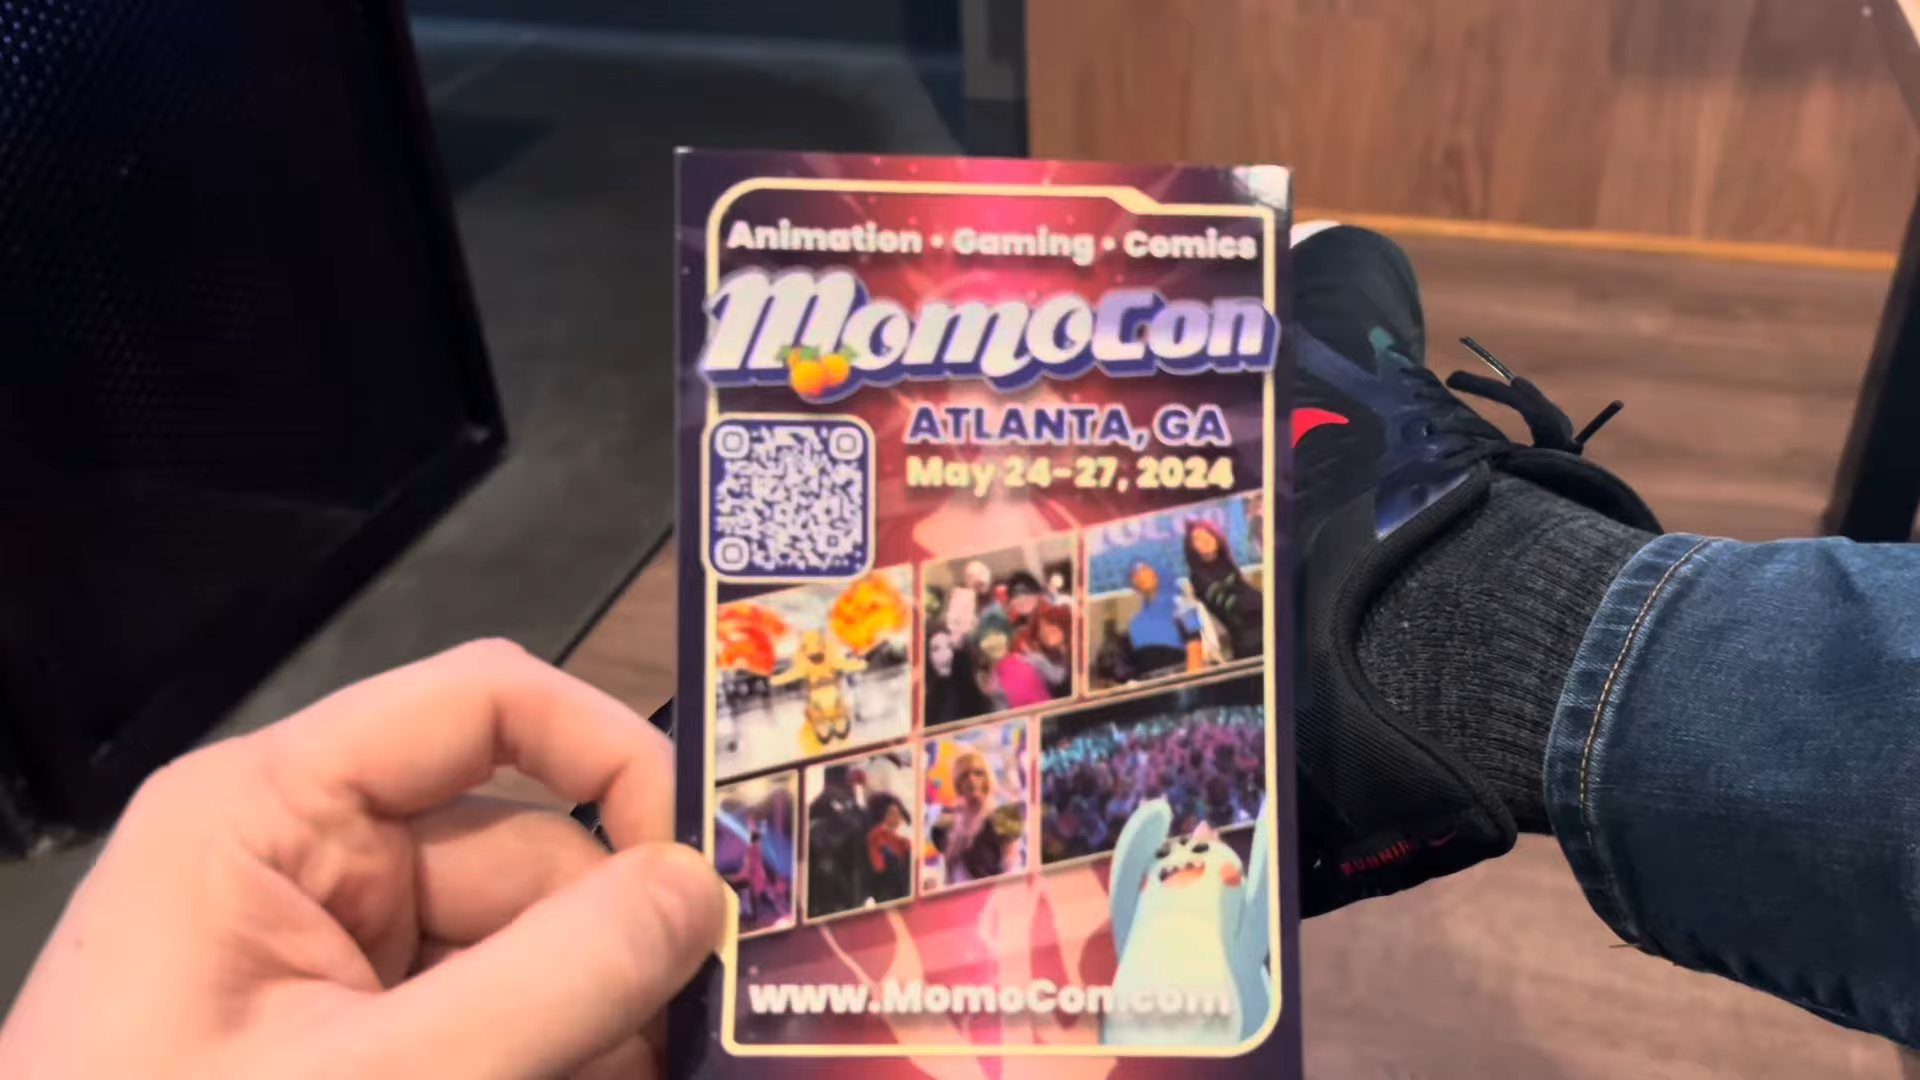 Animation • Gaming • Comics
MomoCon
ATLANTA, GA
May 24-27, 2024
www.MomoCon.com